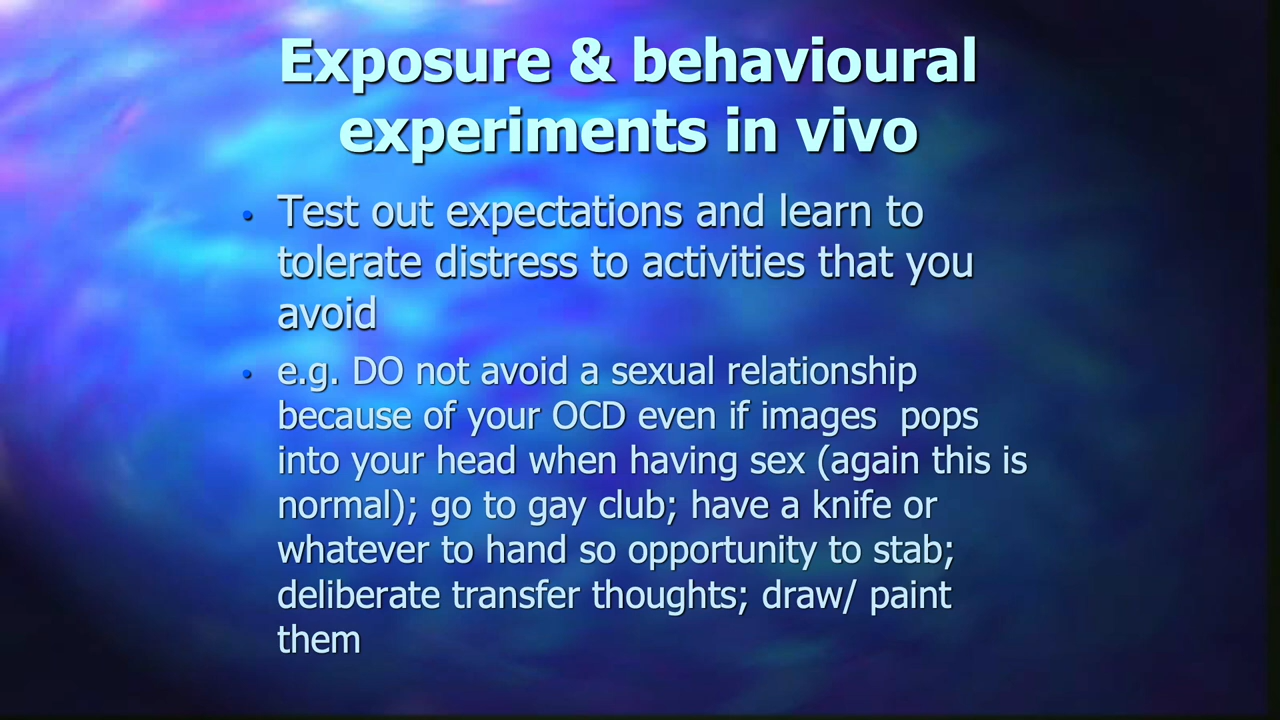 Exposure & behavioural
experiments in vivo
• Test out expectations and learn to
tolerate distress to activities that you
avoid
• e.g. DO not avoid a sexual relationship
because of your OCD even if images  pops
into your head when having sex (again this is
normal); go to gay club; have a knife or
whatever to hand so opportunity to stab;
deliberate transfer thoughts; draw/ paint
them